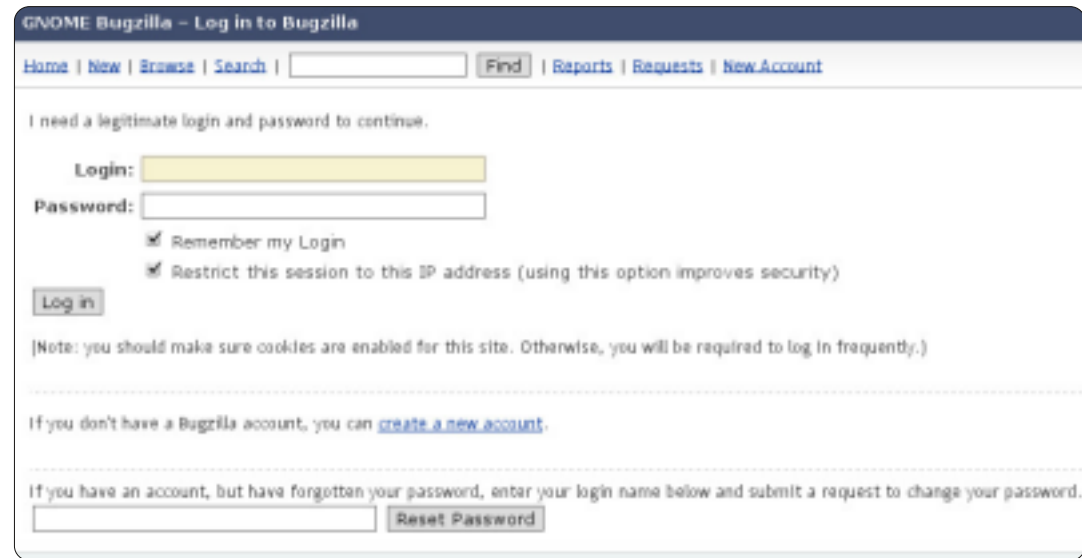 GNOME Bugzilla – Log in to Bugzilla
Home | New | Browse | Search | Find | Reports | Requests | New Account
I need a legitimate login and password to continue.
Login:
Password:
Remember my Login
Restrict this session to this IP address (using this option improves security)
Log in
(Note: you should make sure cookies are enabled for this site. Otherwise, you will be required to log in frequently.)
If you don't have a Bugzilla account, you can create a new account.
If you have an account, but have forgotten your password, enter your login name below and submit a request to change your password.
Reset Password